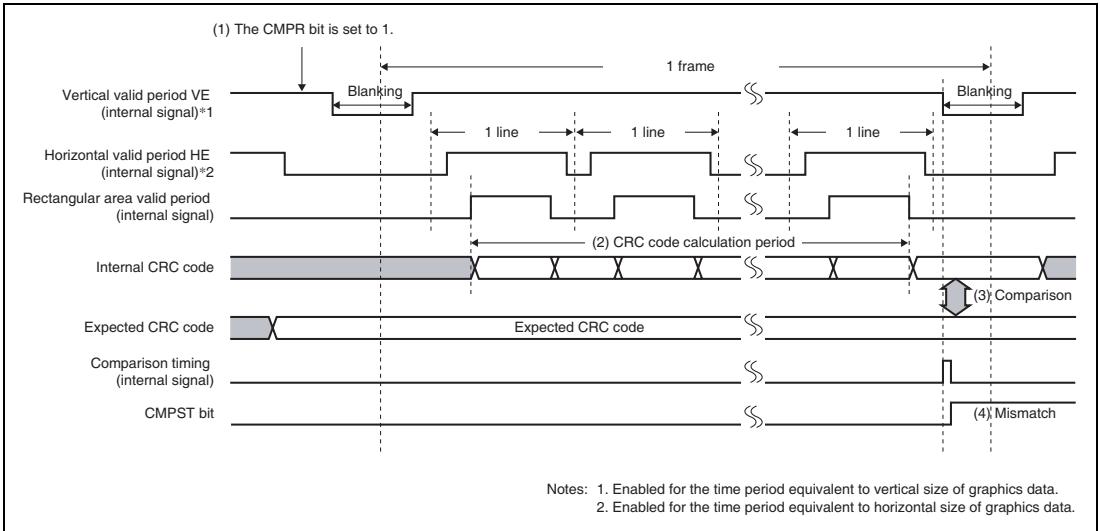 (1) The CMPR bit is set to 1.
1 frame
Vertical valid period VE
(internal signal)*1
Blanking
Blanking
1 line
1 line
1 line
Horizontal valid period HE
(internal signal)*2
Rectangular area valid period
(internal signal)
(2) CRC code calculation period
Internal CRC code
(3) Comparison
Expected CRC code
Expected CRC code
Comparison timing
(internal signal)
CMPST bit
(4) Mismatch
Notes: 1. Enabled for the time period equivalent to vertical size of graphics data.
2. Enabled for the time period equivalent to horizontal size of graphics data.